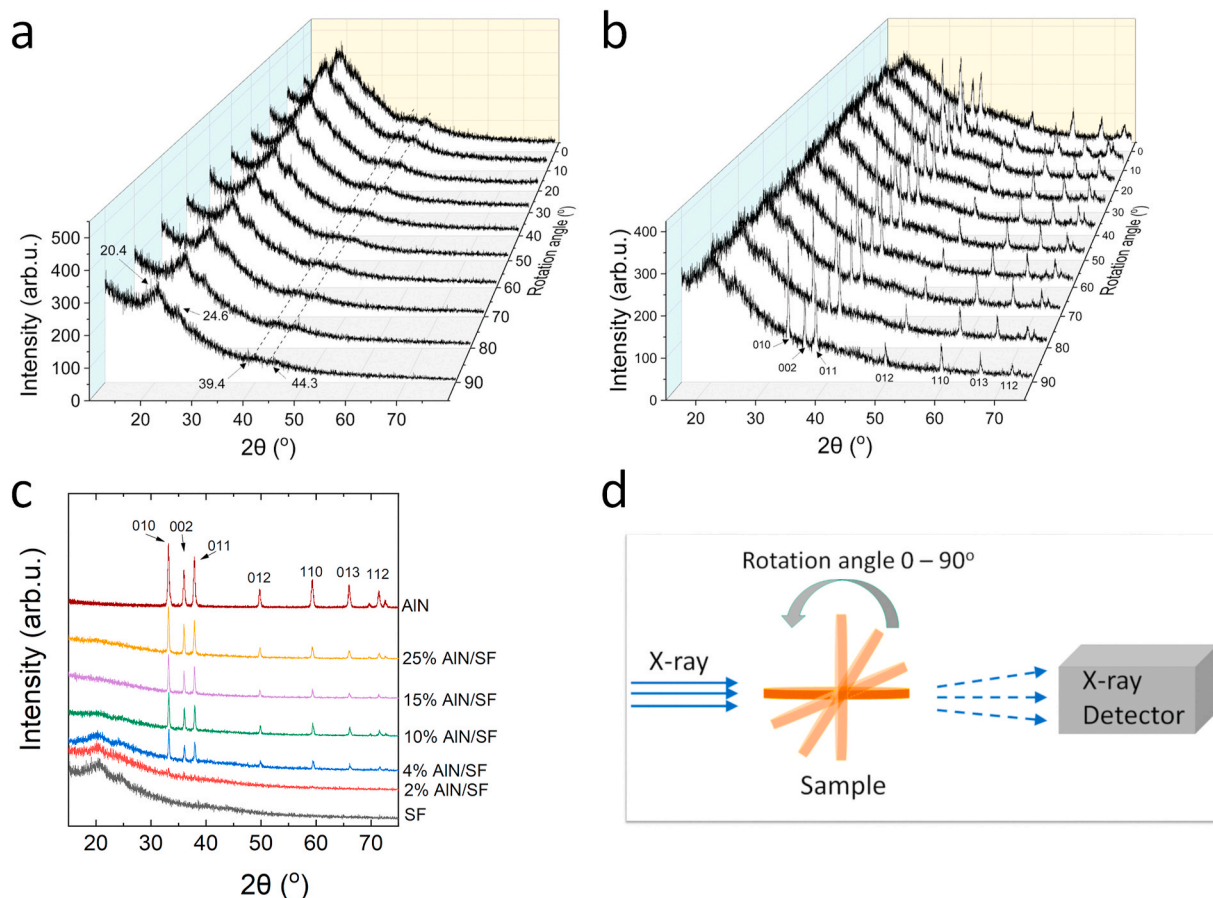 a
500
400
300
200
100
0
Intensity (arb.u.)
20.4
24.6
39.4
44.3
20 30 40 50 60 70
2θ (°)
0
10
20
30
40
50
60
70
80
90
Rotation angle (°)
b
400
300
200
100
0
Intensity (arb.u.)
010
002
011
012
110
013
112
20 30 40 50 60 70
2θ (°)
0
10
20
30
40
50
60
70
80
90
Rotation angle (°)
c
Intensity (arb.u.)
010
002
011
012
110
013
112
AlN
25% AlN/SF
15% AlN/SF
10% AlN/SF
4% AlN/SF
2% AlN/SF
SF
20 30 40 50 60 70
2θ (°)
d
Rotation angle 0 – 90°
X-ray
X-ray
Detector
Sample